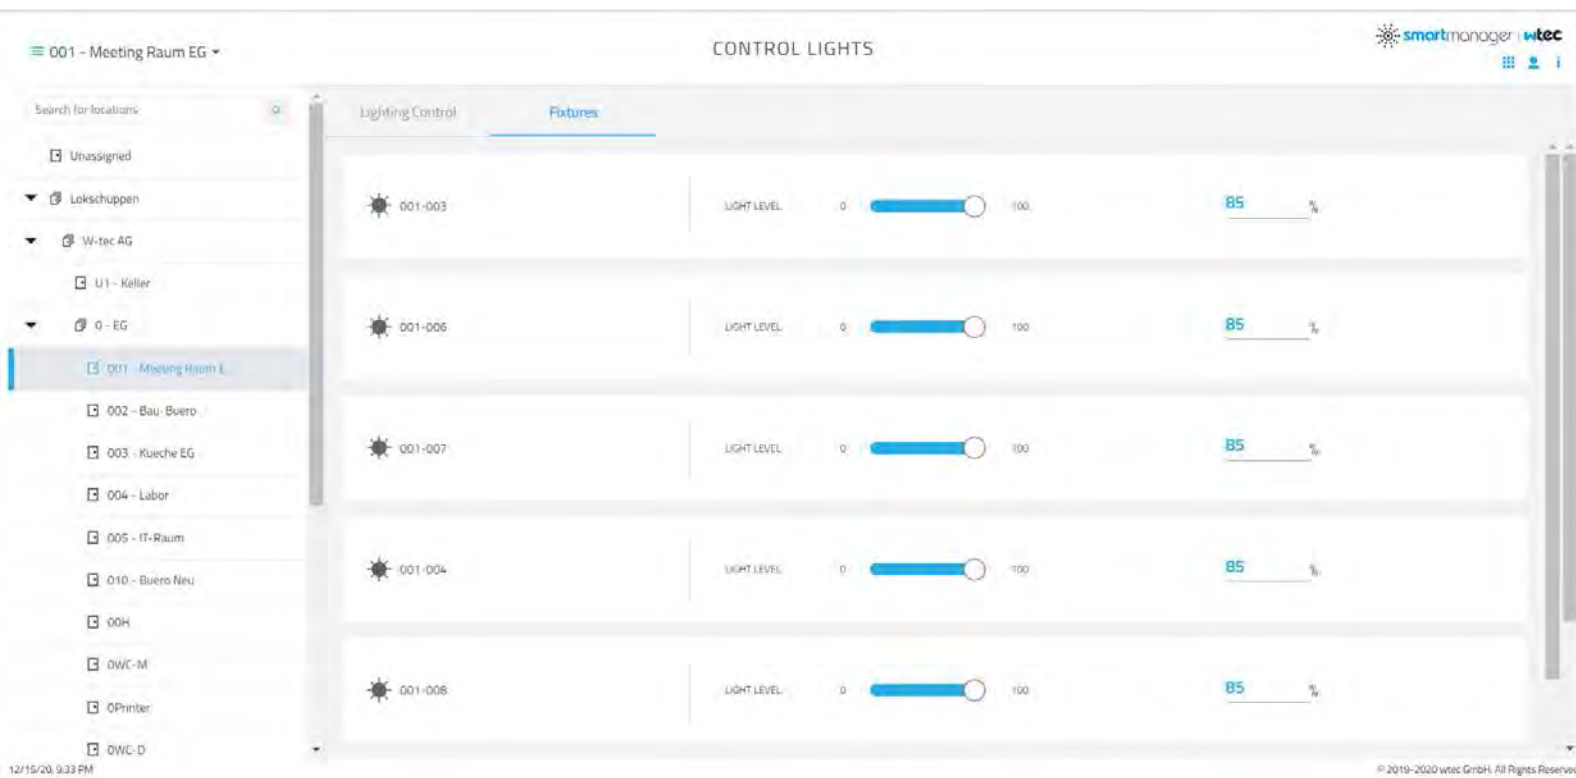 001 - Meeting Raum EG
CONTROL LIGHTS
smartmanager wtec
Search for locations
Lighting Control
Fixtures
Unassigned
Lokschuppen
W-tec AG
U1 - Keller
0 - EG
001 - Meeting Raum E...
002 - Bau-Buero
003 - Kueche EG
004 - Labor
005 - IT-Raum
010 - Buero Neu
00H
0WC-M
0Printer
0WC-D
001-003 LIGHT LEVEL 0 100 85 %
001-006 LIGHT LEVEL 0 100 85 %
001-007 LIGHT LEVEL 0 100 85 %
001-004 LIGHT LEVEL 0 100 85 %
001-008 LIGHT LEVEL 0 100 85 %
12/15/20, 9:33 PM
© 2019-2020 wtec GmbH, All Rights Reserved